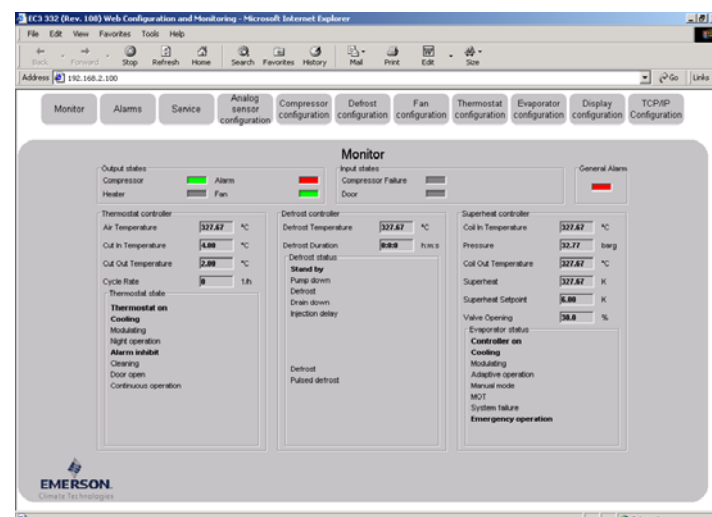 EC3 332 (Rev. 108) Web Configuration and Monitoring - Microsoft Internet Explorer
File Edit View Favorites Tools Help
Back Forward Stop Refresh Home Search Favorites History Mail Print Edit Size
Address 192.168.2.100 Go Links
Monitor Alarms Service Analog sensor configuration Compressor configuration Defrost configuration Fan configuration Thermostat configuration Evaporator configuration Display configuration TCP/IP Configuration
Monitor
Output states Input states General Alarm
Compressor Alarm Compressor Failure
Heater Fan Door
Thermostat controller Defrost controller Superheat controller
Air Temperature 327.67 °C Defrost Temperature 327.67 °C Coil In Temperature 327.67 °C
Cut In Temperature 4.00 °C Defrost Duration 0:0:0 h:m:s Pressure 32.77 barg
Cut Out Temperature 2.00 °C Coil Out Temperature 327.67 °C
Cycle Rate 0 1/h Superheat 327.67 K
Superheat Setpoint 6.00 K
Valve Opening 30.0 %
Thermostat state
Thermostat on
Cooling
Modulating
Night operation
Alarm inhibit
Cleaning
Door open
Continuous operation
Defrost status
Stand by
Pump down
Defrost
Drain down
Injection delay
Defrost
Pulsed defrost
Evaporator status
Controller on
Cooling
Modulating
Adaptive operation
Manual mode
MOT
System failure
Emergency operation
EMERSON.
Climate Technologies